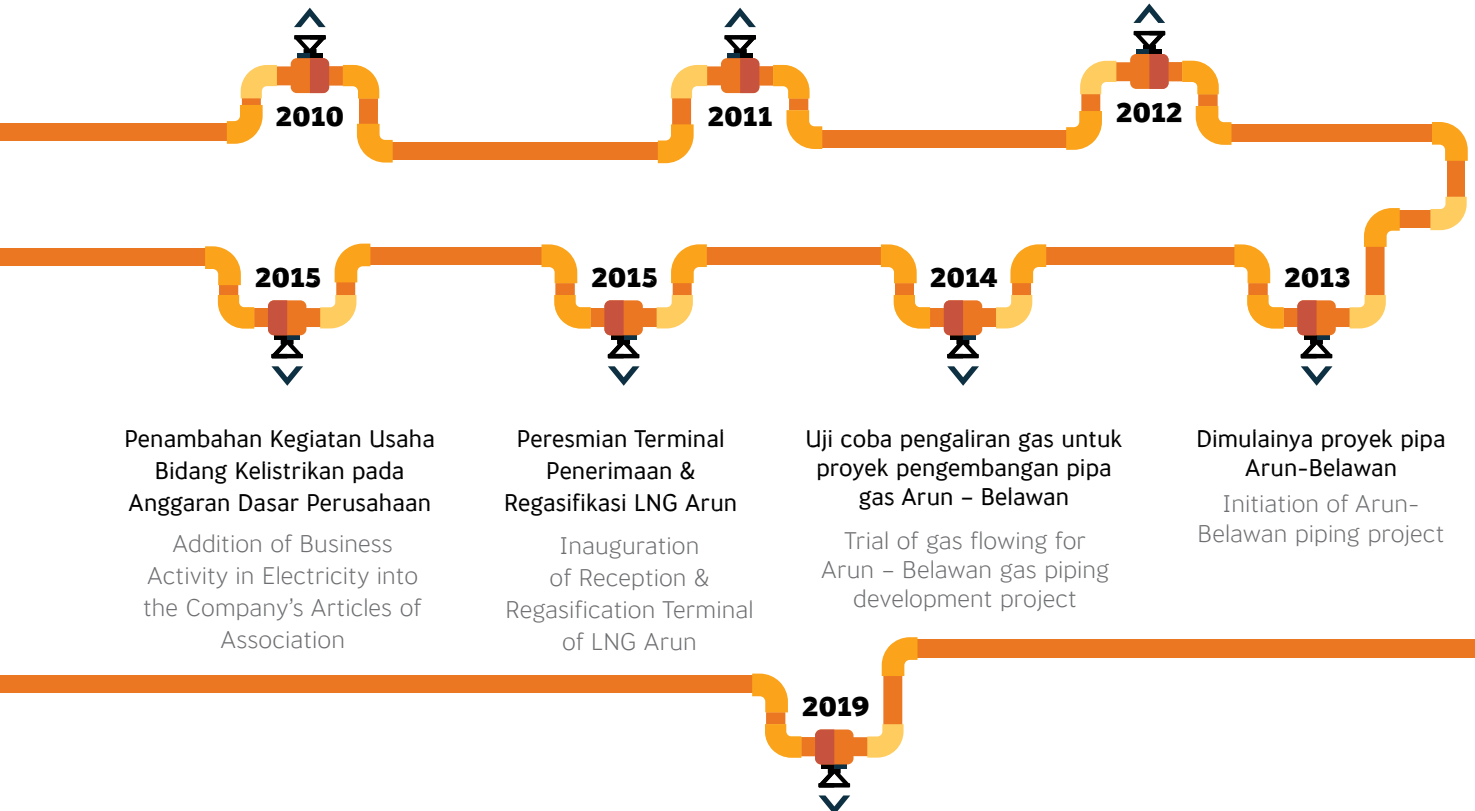 2010
2011
2012
2015
2015
2014
2013
Penambahan Kegiatan Usaha
Bidang Kelistrikan pada
Anggaran Dasar Perusahaan
Addition of Business
Activity in Electricity into
the Company’s Articles of
Association
Peresmian Terminal
Penerimaan &
Regasifikasi LNG Arun
Inauguration
of Reception &
Regasification Terminal
of LNG Arun
Uji coba pengaliran gas untuk
proyek pengembangan pipa
gas Arun – Belawan
Trial of gas flowing for
Arun – Belawan gas piping
development project
Dimulainya proyek pipa
Arun-Belawan
Initiation of Arun-
Belawan piping project
2019